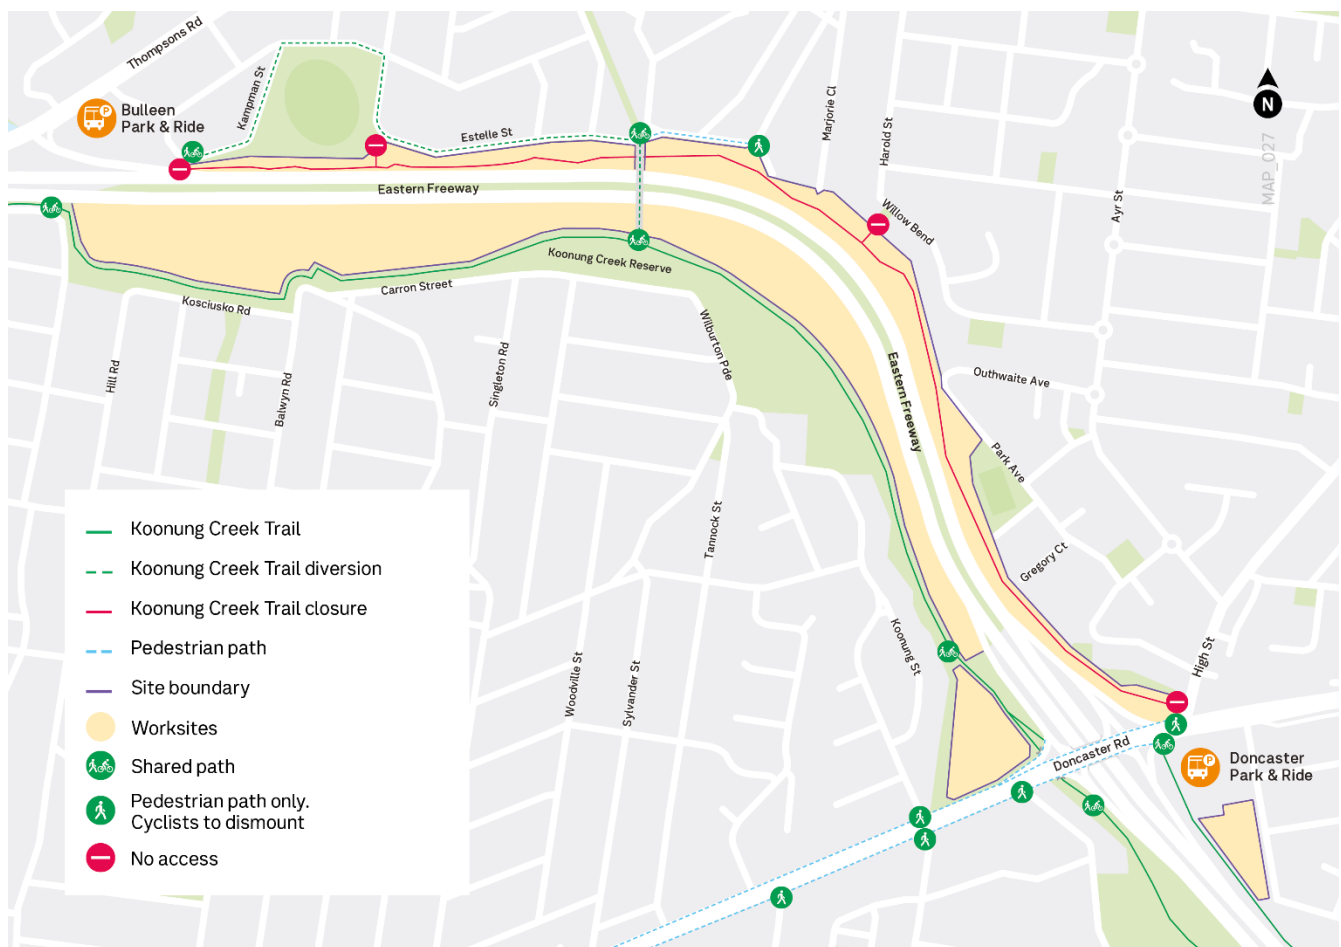 Thompsons Rd
Bulleen
Park & Ride
Kampman St
Estelle St
Marjorie Cl
Harold St
N
MAP_027
Eastern Freeway
Willow Bend
Ayr St
Koonung Creek Reserve
Carron Street
Kosciusko Rd
Hill Rd
Balwyn Rd
Singleton Rd
Wilburton Pde
Eastern Freeway
Outhwaite Ave
Park Ave
Tannock St
Gregory Ct
Koonung St
High St
Woodville St
Sylvander St
Doncaster Rd
Doncaster
Park & Ride
Koonung Creek Trail
Koonung Creek Trail diversion
Koonung Creek Trail closure
Pedestrian path
Site boundary
Worksites
Shared path
Pedestrian path only.
Cyclists to dismount
No access
P
P